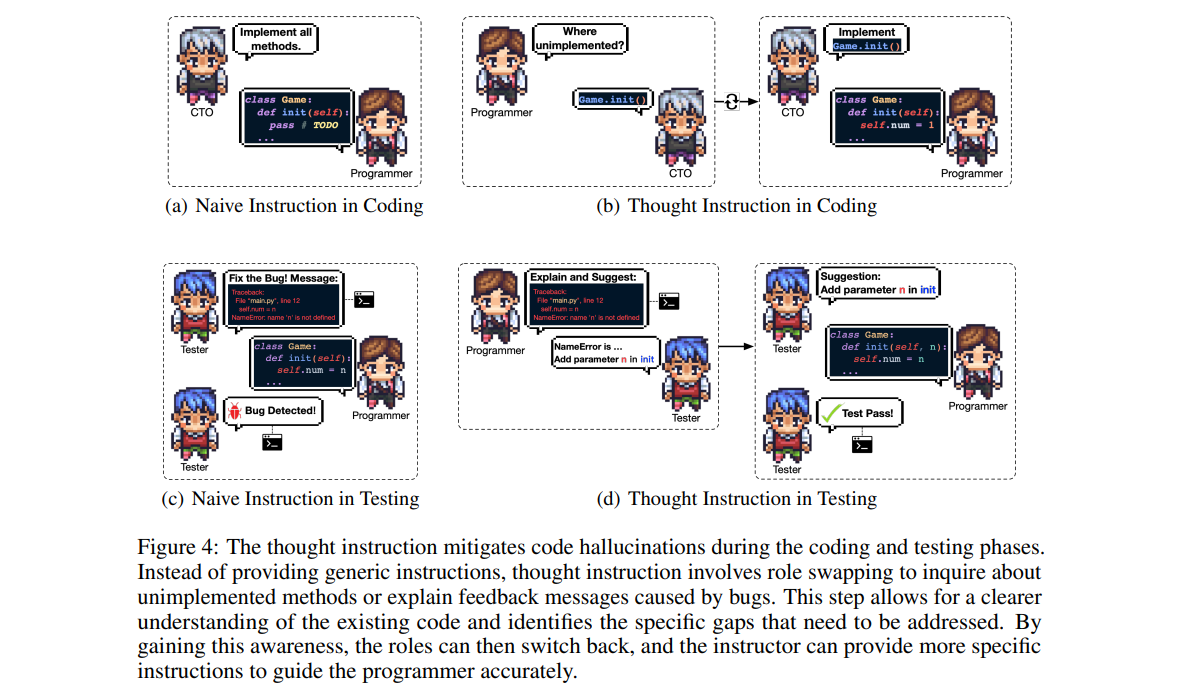 Implement all
methods.
CTO
class Game:
def init(self):
pass # TODO
...
Programmer
(a) Naive Instruction in Coding
Where
unimplemented?
Programmer
Game.init()
CTO
Implement
Game.init()
CTO
class Game:
def init(self):
self.num = 1
...
Programmer
(b) Thought Instruction in Coding
Fix the Bug! Message:
Traceback:
File "main.py", line 12
self.num = n
NameError: name 'n' is not defined
>_
Tester
class Game:
def init(self):
self.num = n
...
Programmer
Bug Detected!
>_
Tester
(c) Naive Instruction in Testing
Explain and Suggest:
Traceback:
File "main.py", line 12
self.num = n
NameError: name 'n' is not defined
>_
Programmer
NameError is ...
Add parameter n in init
Tester
Suggestion:
Add parameter n in init
Tester
class Game:
def init(self, n):
self.num = n
...
Programmer
Test Pass!
>_
Tester
(d) Thought Instruction in Testing
Figure 4: The thought instruction mitigates code hallucinations during the coding and testing phases.
Instead of providing generic instructions, thought instruction involves role swapping to inquire about
unimplemented methods or explain feedback messages caused by bugs. This step allows for a clearer
understanding of the existing code and identifies the specific gaps that need to be addressed. By
gaining this awareness, the roles can then switch back, and the instructor can provide more specific
instructions to guide the programmer accurately.